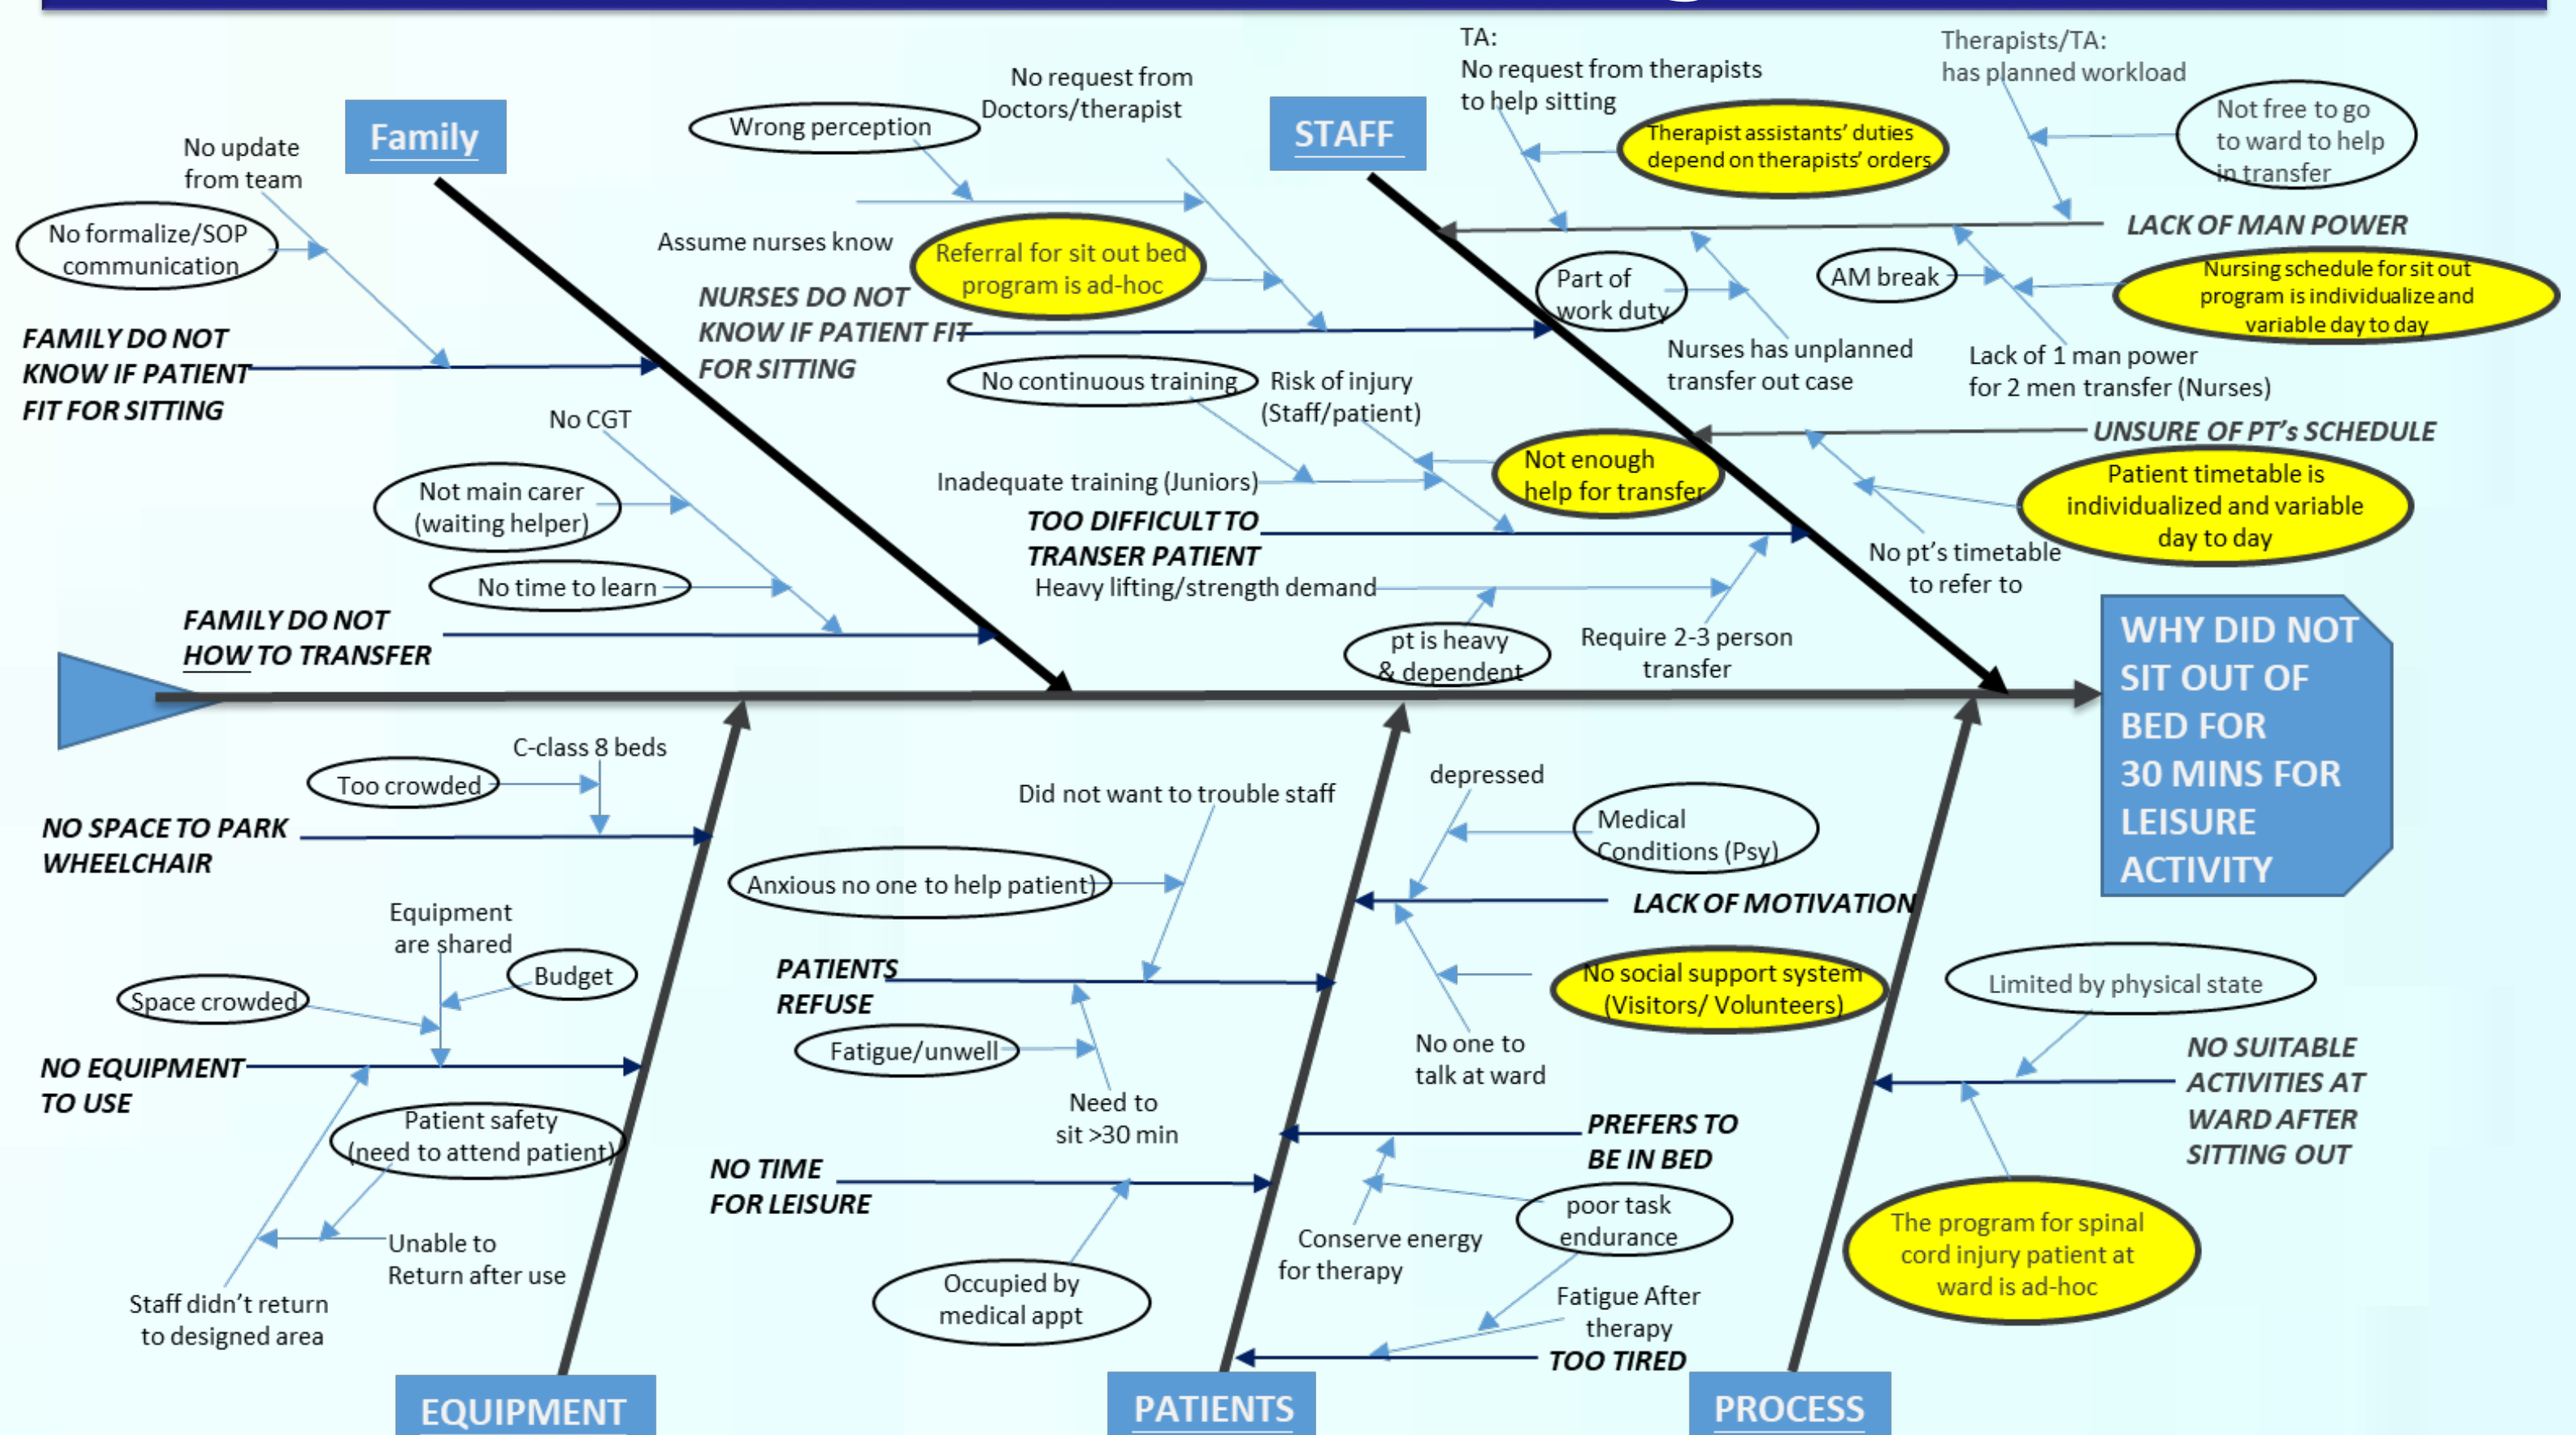 Family
No update
from team
No formalize/SOP
communication
FAMILY DO NOT
KNOW IF PATIENT
FIT FOR SITTING
No CGT
Not main carer
(waiting helper)
No time to learn
FAMILY DO NOT
HOW TO TRANSFER
STAFF
No request from
Doctors/therapist
Wrong perception
Assume nurses know
Referral for sit out bed
program is ad-hoc
NURSES DO NOT
KNOW IF PATIENT FIT
FOR SITTING
No continuous training
Risk of injury
(Staff/patient)
Inadequate training (Juniors)
Not enough
help for transfer
TOO DIFFICULT TO
TRANSER PATIENT
Heavy lifting/strength demand
pt is heavy
& dependent
Require 2-3 person
transfer
TA:
No request from therapists
to help sitting
Therapist assistants' duties
depend on therapists' orders
Therapists/TA:
has planned workload
Not free to go
to ward to help
in transfer
LACK OF MAN POWER
Part of
work duty
AM break
Nursing schedule for sit out
program is individualize and
variable day to day
Nurses has unplanned
transfer out case
Lack of 1 man power
for 2 men transfer (Nurses)
UNSURE OF PT's SCHEDULE
Patient timetable is
individualized and variable
day to day
No pt's timetable
to refer to
WHY DID NOT
SIT OUT OF
BED FOR
30 MINS FOR
LEISURE
ACTIVITY
C-class 8 beds
Too crowded
NO SPACE TO PARK
WHEELCHAIR
Equipment
are shared
Budget
Space crowded
NO EQUIPMENT
TO USE
Patient safety
(need to attend patient)
Unable to
Return after use
Staff didn't return
to designed area
EQUIPMENT
Did not want to trouble staff
Anxious no one to help patient)
PATIENTS
REFUSE
Fatigue/unwell
Need to
sit >30 min
NO TIME
FOR LEISURE
Occupied by
medical appt
depressed
Medical
Conditions (Psy)
LACK OF MOTIVATION
No social support system
(Visitors/ Volunteers)
No one to
talk at ward
PREFERS TO
BE IN BED
poor task
endurance
Conserve energy
for therapy
Fatigue After
therapy
TOO TIRED
PATIENTS
Limited by physical state
NO SUITABLE
ACTIVITIES AT
WARD AFTER
SITTING OUT
The program for spinal
cord injury patient at
ward is ad-hoc
PROCESS